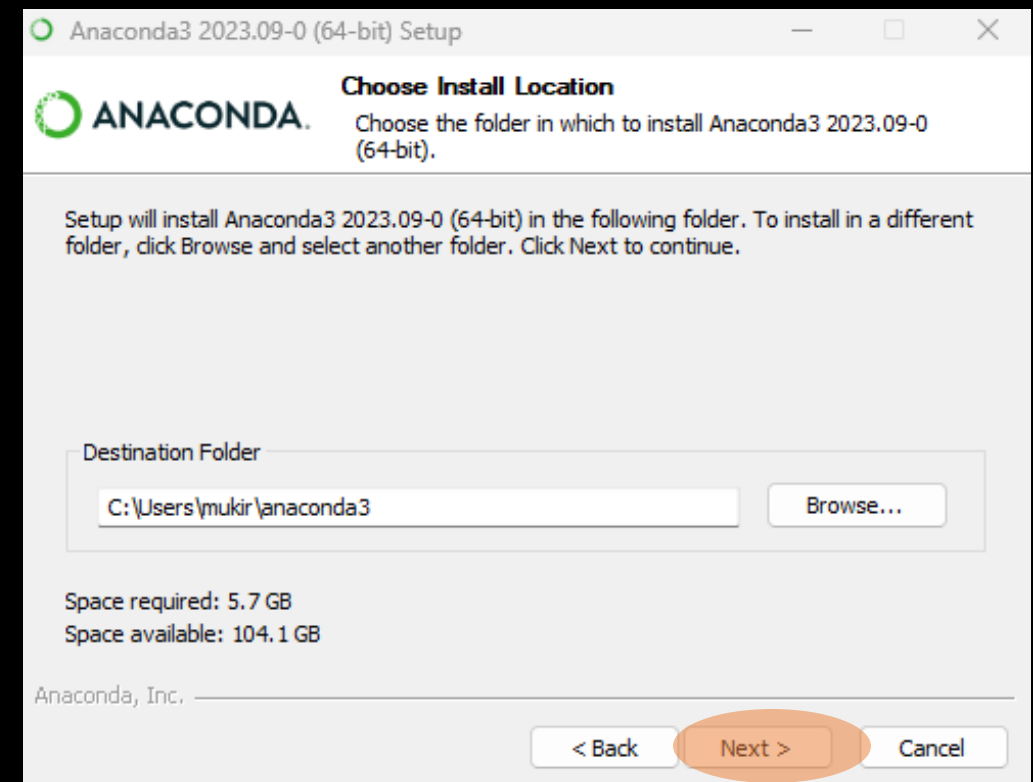 Anaconda3 2023.09-0 (64-bit) Setup
ANACONDA.
Choose Install Location
Choose the folder in which to install Anaconda3 2023.09-0
(64-bit).
Setup will install Anaconda3 2023.09-0 (64-bit) in the following folder. To install in a different
folder, click Browse and select another folder. Click Next to continue.
Destination Folder
C:\Users\mukir\anaconda3
Browse...
Space required: 5.7 GB
Space available: 104.1 GB
Anaconda, Inc.
< Back
Next >
Cancel